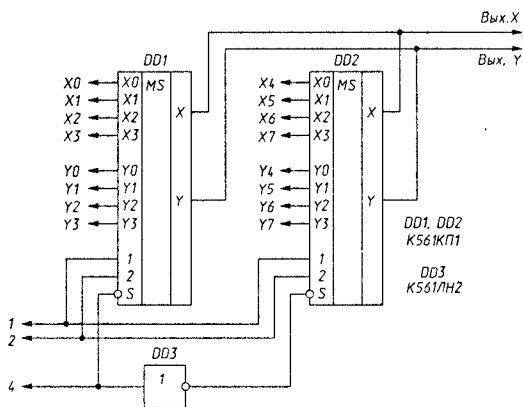 Вых. X
Вых. Y
DD1
DD2
X0 X0 MS
X1 X1
X2 X2 X
X3 X3
Y0 Y0
Y1 Y1
Y2 Y2 Y
Y3 Y3
1
2
S
X4 X0 MS
X5 X1
X6 X2 X
X7 X3
Y4 Y0
Y5 Y1
Y6 Y2 Y
Y7 Y3
1
2
S
DD1, DD2
К561КП1
DD3
К561ЛН2
1
2
DD3
4
1